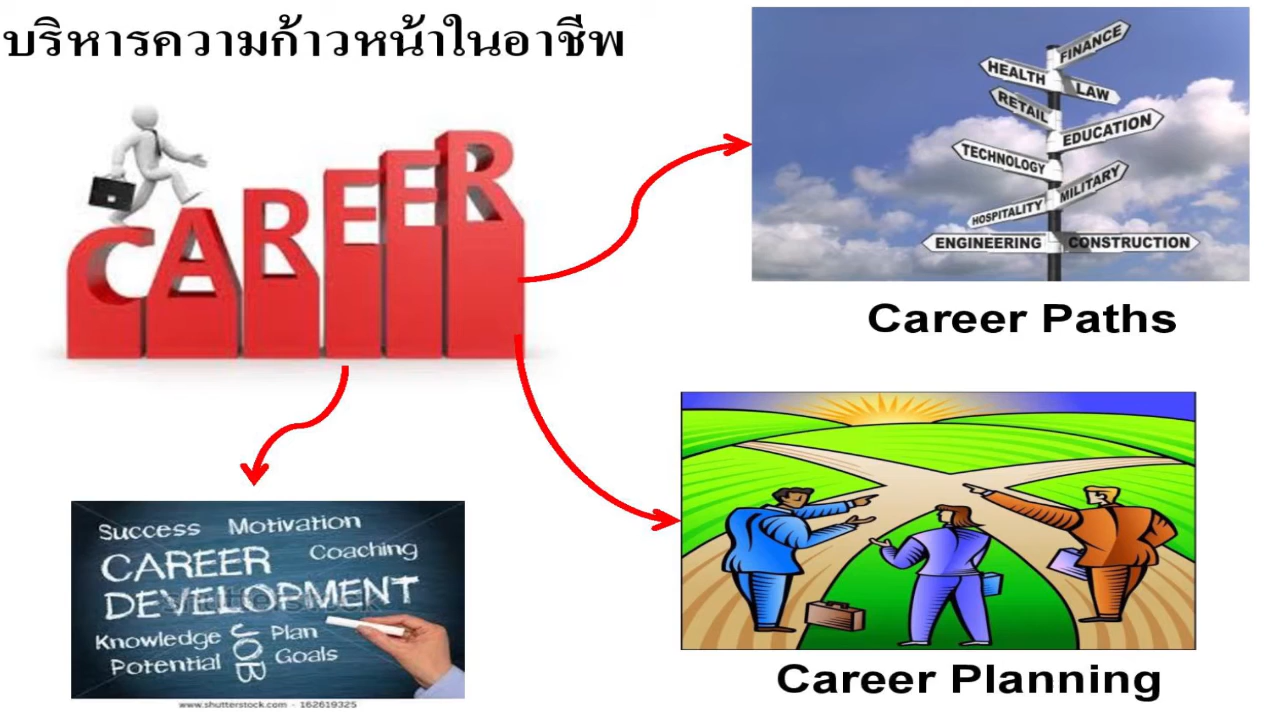 บริหารความก้าวหน้าในอาชีพ
CAREER
FINANCE
HEALTH
LAW
RETAIL
EDUCATION
TECHNOLOGY
MILITARY
HOSPITALITY
ENGINEERING
CONSTRUCTION
Career Paths
Success Motivation
CAREER Coaching
DEVELOPMENT
shutterstock
Knowledge JOB Plan
Potential Goals
www.shutterstock.com - 162619325
Career Planning